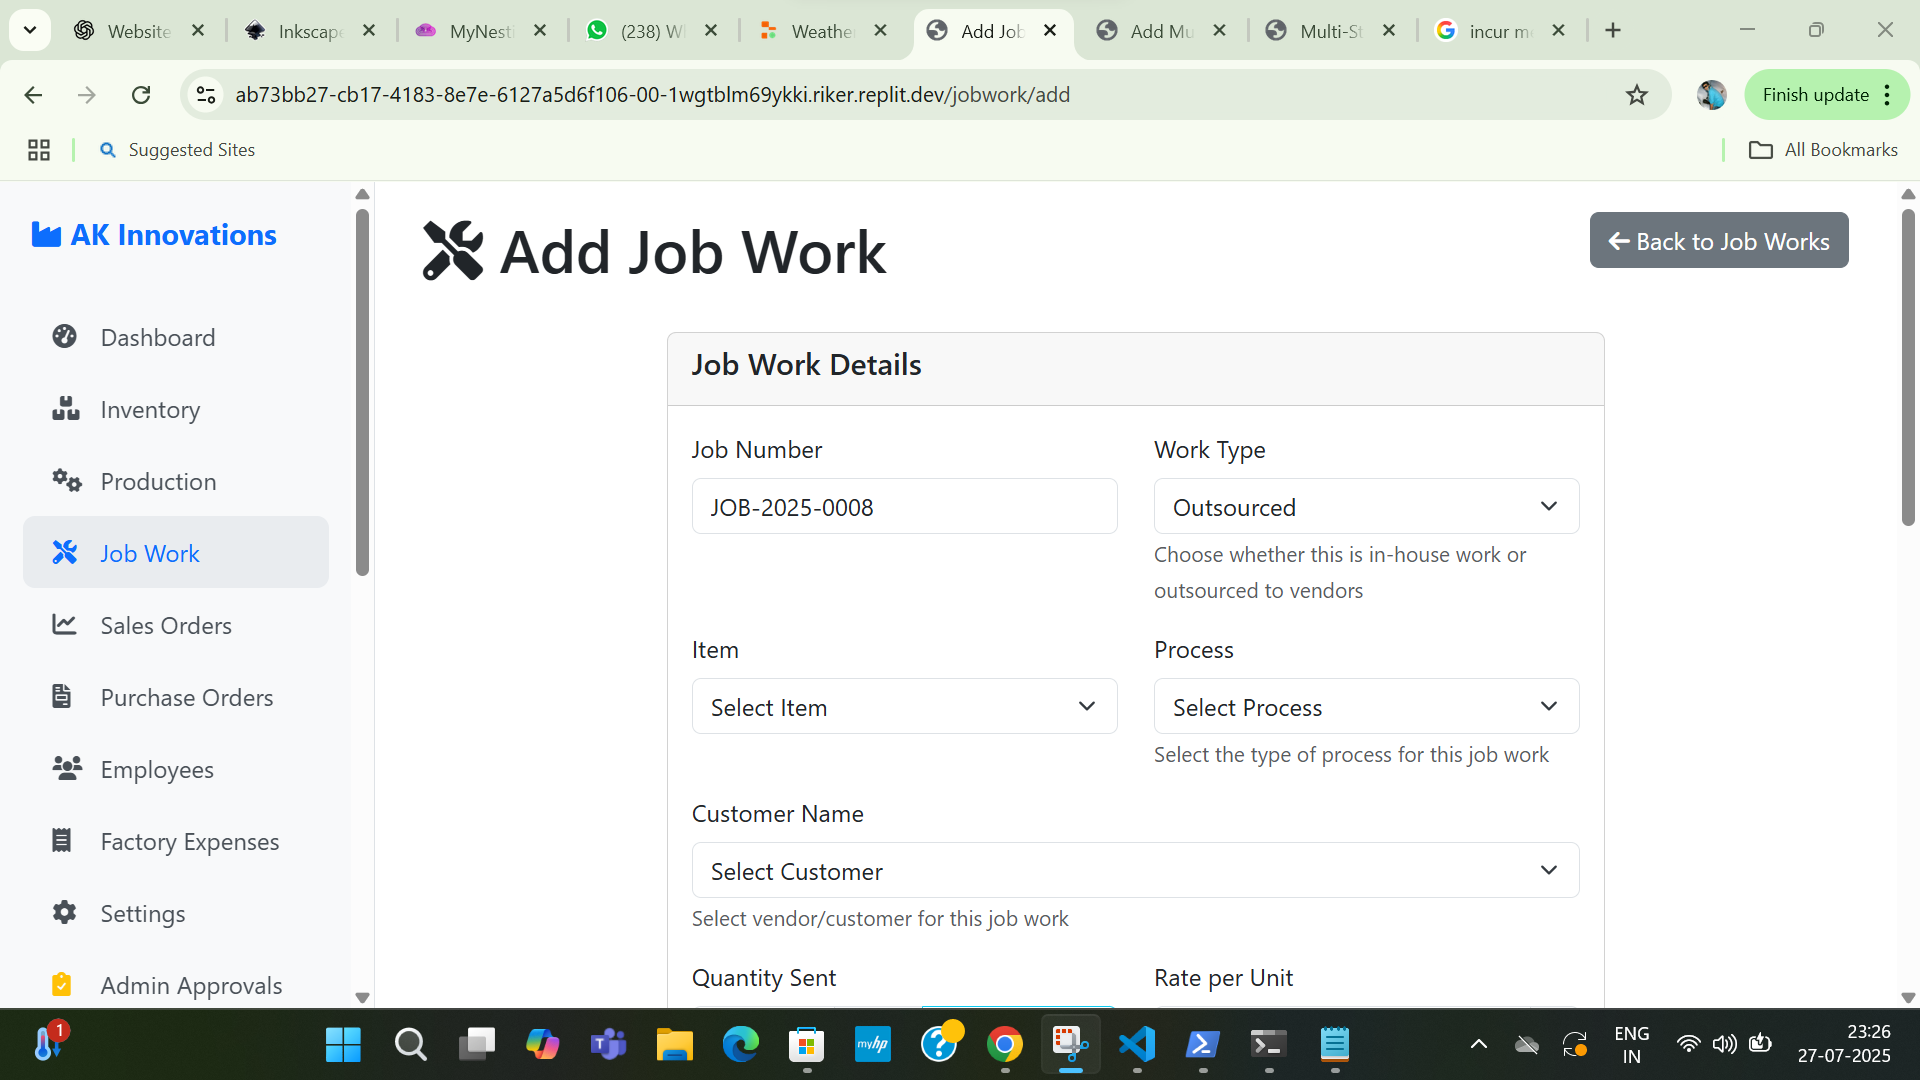 Website
Inkscape
MyNesti
(238) W
Weather
Add Job
Add Mu
Multi-St
incur m
ab73bb27-cb17-4183-8e7e-6127a5d6f106-00-1wgtblm69ykki.riker.replit.dev/jobwork/add
Finish update
Suggested Sites
All Bookmarks
AK Innovations
Dashboard
Inventory
Production
Job Work
Sales Orders
Purchase Orders
Employees
Factory Expenses
Settings
Admin Approvals
Add Job Work
Back to Job Works
Job Work Details
Job Number
JOB-2025-0008
Work Type
Outsourced
Choose whether this is in-house work or
outsourced to vendors
Item
Select Item
Process
Select Process
Select the type of process for this job work
Customer Name
Select Customer
Select vendor/customer for this job work
Quantity Sent
Rate per Unit
1
myhp
ENG
IN
23:26
27-07-2025